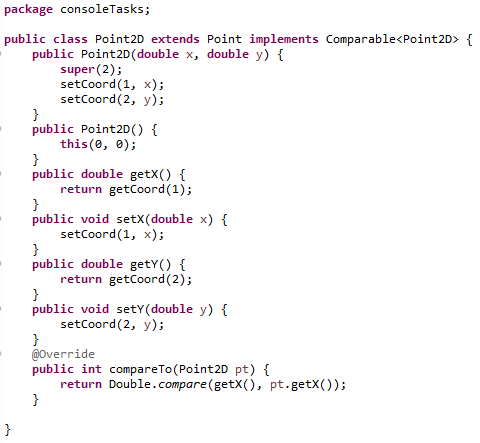 package consoleTasks;
public class Point2D extends Point implements Comparable<Point2D> {
    public Point2D(double x, double y) {
        super(2);
        setCoord(1, x);
        setCoord(2, y);
    }
    public Point2D() {
        this(0, 0);
    }
    public double getX() {
        return getCoord(1);
    }
    public void setX(double x) {
        setCoord(1, x);
    }
    public double getY() {
        return getCoord(2);
    }
    public void setY(double y) {
        setCoord(2, y);
    }
    @Override
    public int compareTo(Point2D pt) {
        return Double.compare(getX(), pt.getX());
    }
}